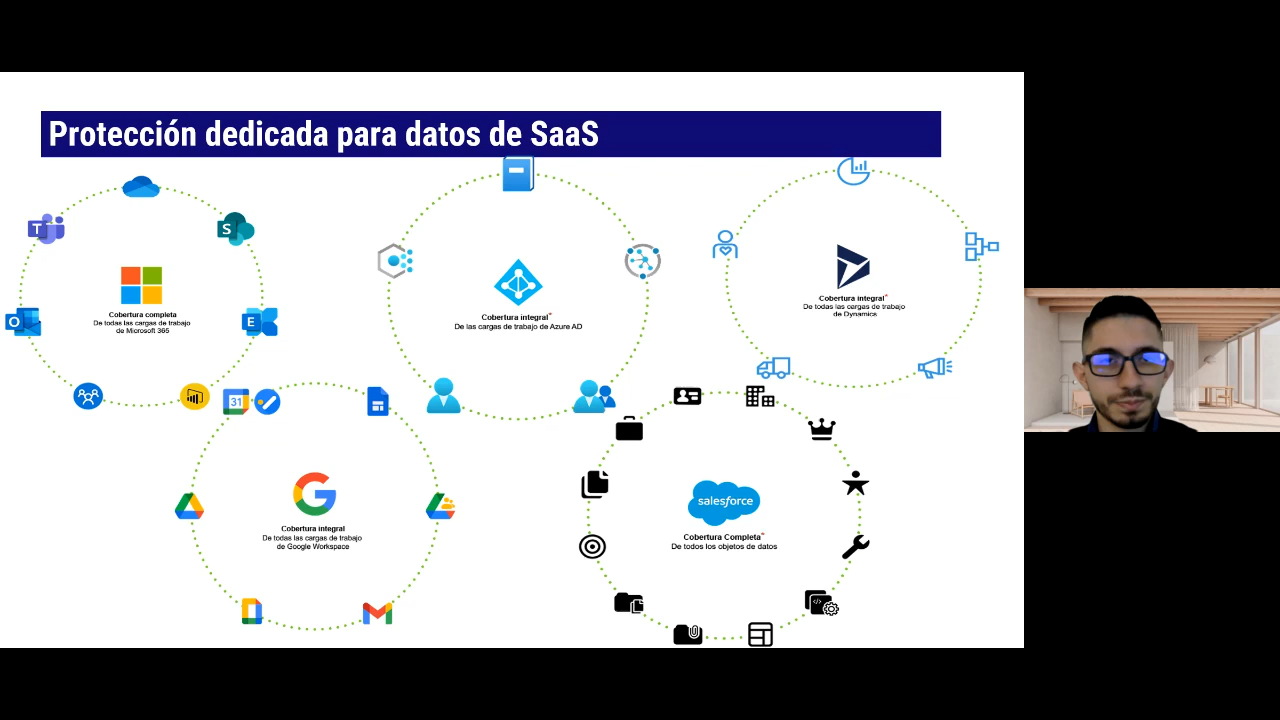 Protección dedicada para datos de SaaS
T
S
O
E
Cobertura completa
De todas las cargas de trabajo
de Microsoft 365
Cobertura integral*
De las cargas de trabajo de Azure AD
Cobertura integral*
De todas las cargas de trabajo
de Dynamics
31
Cobertura integral
De todas las cargas de trabajo
de Google Workspace
salesforce
Cobertura Completa*
De todos los objetos de datos